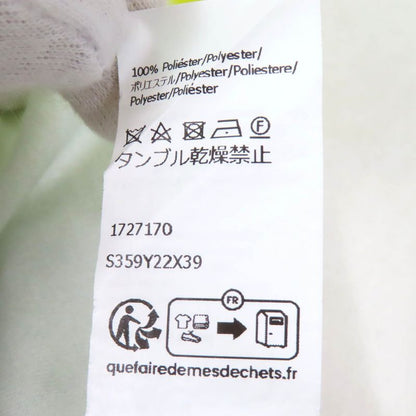 100% Poliéster/Polyester/
ポリエステル/Polyester/Poliestere/
Polyester/Poliéster
タンブル乾燥禁止
1727170
S359Y22X39
FR
quefairedemesdechets.fr